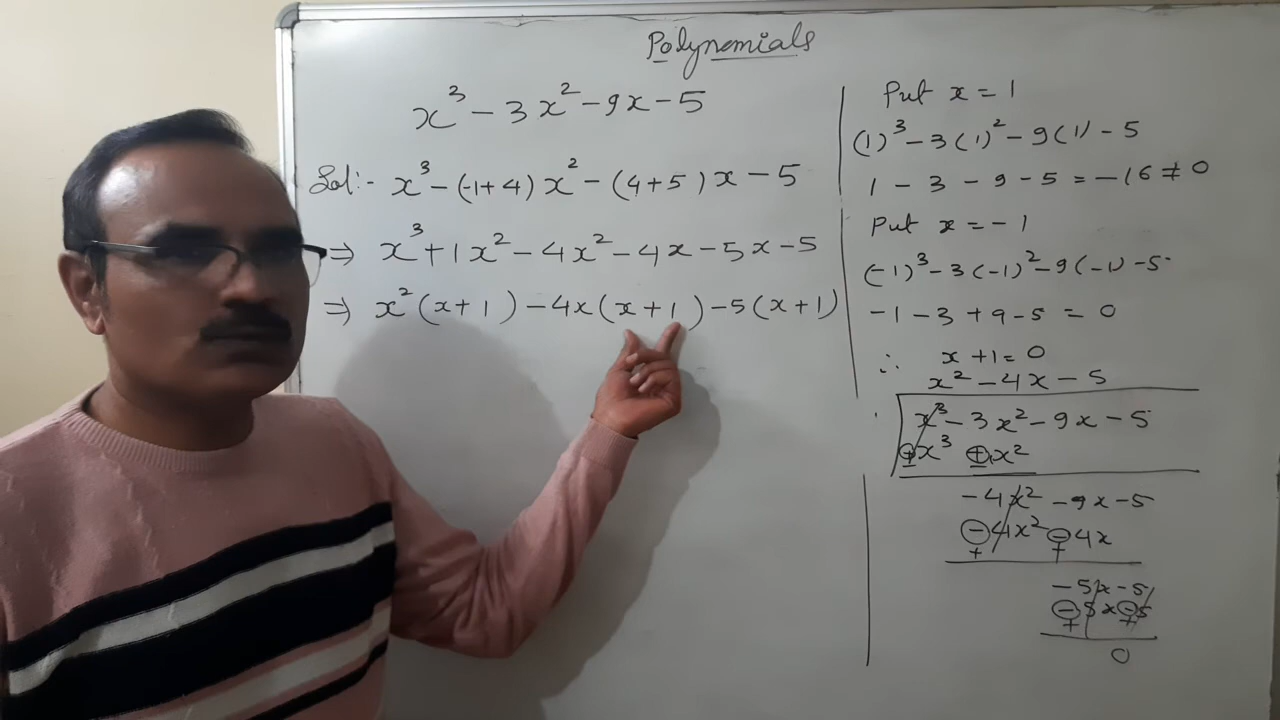 Polynomials
x³ - 3x² - 9x - 5
Sol:- x³ - (-1+4)x² - (4+5)x - 5
⇒ x³ + 1x² - 4x² - 4x - 5x - 5
⇒ x²(x+1) - 4x(x+1) - 5(x+1)
Put x = 1
(1)³ - 3(1)² - 9(1) - 5
1 - 3 - 9 - 5 = -16 ≠ 0
Put x = -1
(-1)³ - 3(-1)² - 9(-1) - 5
-1 - 3 + 9 - 5 = 0
∴ x + 1 = 0
x² - 4x - 5
x³ - 3x² - 9x - 5
+x³ +x²
-4x² - 9x - 5
-4x² - 4x
+ +
-5x - 5
-5x - 5
+ +
0